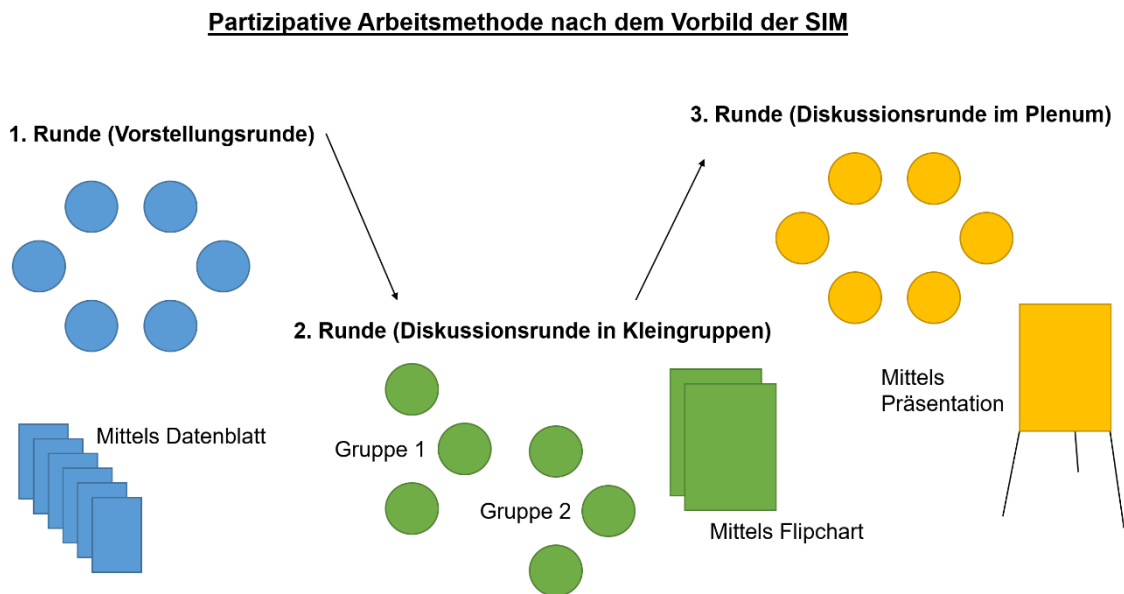 Partizipative Arbeitsmethode nach dem Vorbild der SIM
1. Runde (Vorstellungsrunde)
Mittels Datenblatt
2. Runde (Diskussionsrunde in Kleingruppen)
Gruppe 1
Gruppe 2
Mittels Flipchart
3. Runde (Diskussionsrunde im Plenum)
Mittels
Präsentation